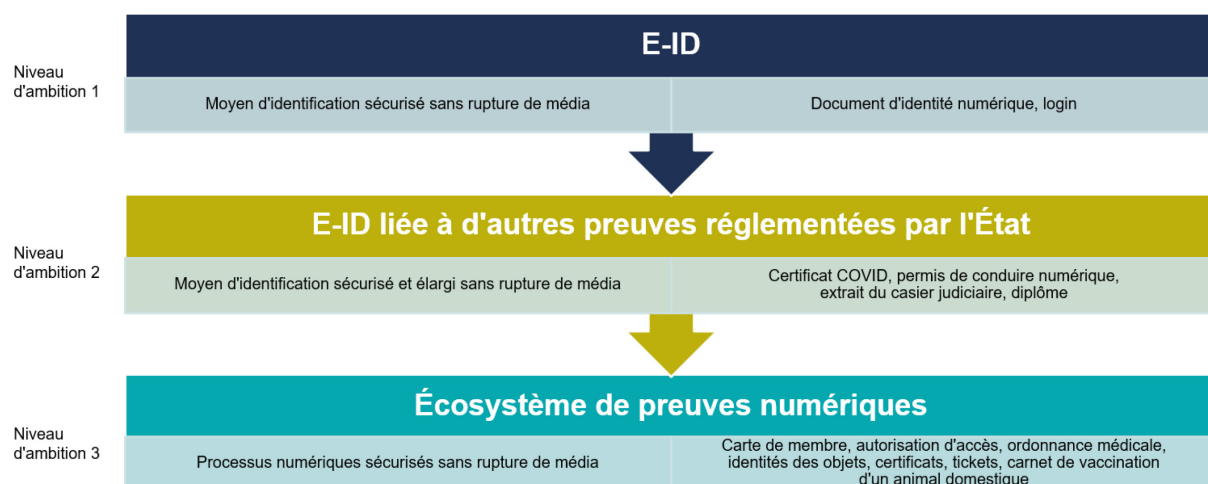 E-ID
Niveau
d'ambition 1
Moyen d'identification sécurisé sans rupture de média
Document d'identité numérique, login
E-ID liée à d'autres preuves réglementées par l'État
Niveau
d'ambition 2
Moyen d'identification sécurisé et élargi sans rupture de média
Certificat COVID, permis de conduire numérique,
extrait du casier judiciaire, diplôme
Écosystème de preuves numériques
Niveau
d'ambition 3
Processus numériques sécurisés sans rupture de média
Carte de membre, autorisation d'accès, ordonnance médicale,
identités des objets, certificats, tickets, carnet de vaccination
d'un animal domestique